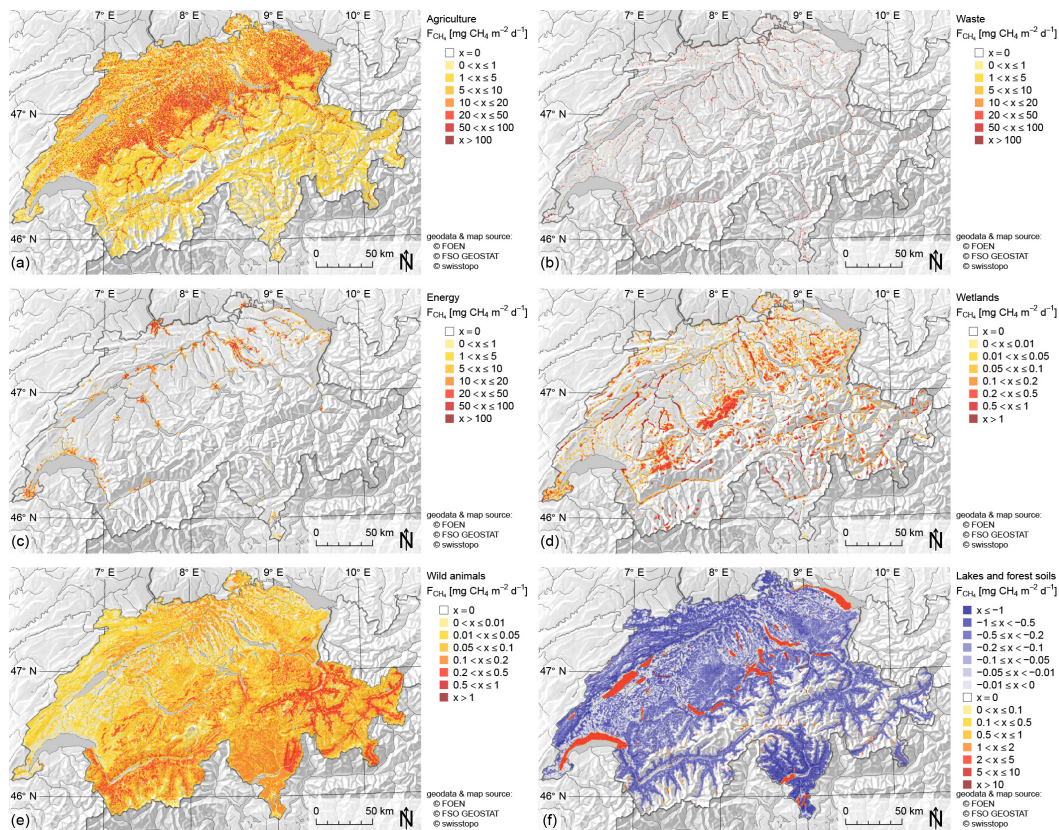 7° E 8° E 9° E 10° E
Agriculture
F_CH₄ [mg CH₄ m⁻² d⁻¹]
x = 0
0 < x ≤ 1
1 < x ≤ 5
5 < x ≤ 10
10 < x ≤ 20
20 < x ≤ 50
50 < x ≤ 100
x > 100
47° N
46° N
geodata & map source:
© FOEN
© FSO GEOSTAT
© swisstopo
0 50 km
N
(a)
7° E 8° E 9° E 10° E
Waste
F_CH₄ [mg CH₄ m⁻² d⁻¹]
x = 0
0 < x ≤ 1
1 < x ≤ 5
5 < x ≤ 10
10 < x ≤ 20
20 < x ≤ 50
50 < x ≤ 100
x > 100
47° N
46° N
geodata & map source:
© FOEN
© FSO GEOSTAT
© swisstopo
0 50 km
N
(b)
7° E 8° E 9° E 10° E
Energy
F_CH₄ [mg CH₄ m⁻² d⁻¹]
x = 0
0 < x ≤ 1
1 < x ≤ 5
5 < x ≤ 10
10 < x ≤ 20
20 < x ≤ 50
50 < x ≤ 100
x > 100
47° N
46° N
geodata & map source:
© FOEN
© FSO GEOSTAT
© swisstopo
0 50 km
N
(c)
7° E 8° E 9° E 10° E
Wetlands
F_CH₄ [mg CH₄ m⁻² d⁻¹]
x = 0
0 < x ≤ 0.01
0.01 < x ≤ 0.05
0.05 < x ≤ 0.1
0.1 < x ≤ 0.2
0.2 < x ≤ 0.5
0.5 < x ≤ 1
x > 1
47° N
46° N
geodata & map source:
© FOEN
© FSO GEOSTAT
© swisstopo
0 50 km
N
(d)
7° E 8° E 9° E 10° E
Wild animals
F_CH₄ [mg CH₄ m⁻² d⁻¹]
x = 0
0 < x ≤ 0.01
0.01 < x ≤ 0.05
0.05 < x ≤ 0.1
0.1 < x ≤ 0.2
0.2 < x ≤ 0.5
0.5 < x ≤ 1
x > 1
47° N
46° N
geodata & map source:
© FOEN
© FSO GEOSTAT
© swisstopo
0 50 km
N
(e)
7° E 8° E 9° E 10° E
Lakes and forest soils
F_CH₄ [mg CH₄ m⁻² d⁻¹]
x ≤ −1
−1 ≤ x < −0.5
−0.5 ≤ x < −0.2
−0.2 ≤ x < −0.1
−0.1 ≤ x < −0.05
−0.05 ≤ x < −0.01
−0.01 ≤ x < 0
x = 0
0 < x ≤ 0.1
0.1 < x ≤ 0.5
0.5 < x ≤ 1
1 < x ≤ 2
2 < x ≤ 5
5 < x ≤ 10
x > 10
47° N
46° N
geodata & map source:
© FOEN
© FSO GEOSTAT
© swisstopo
0 50 km
N
(f)